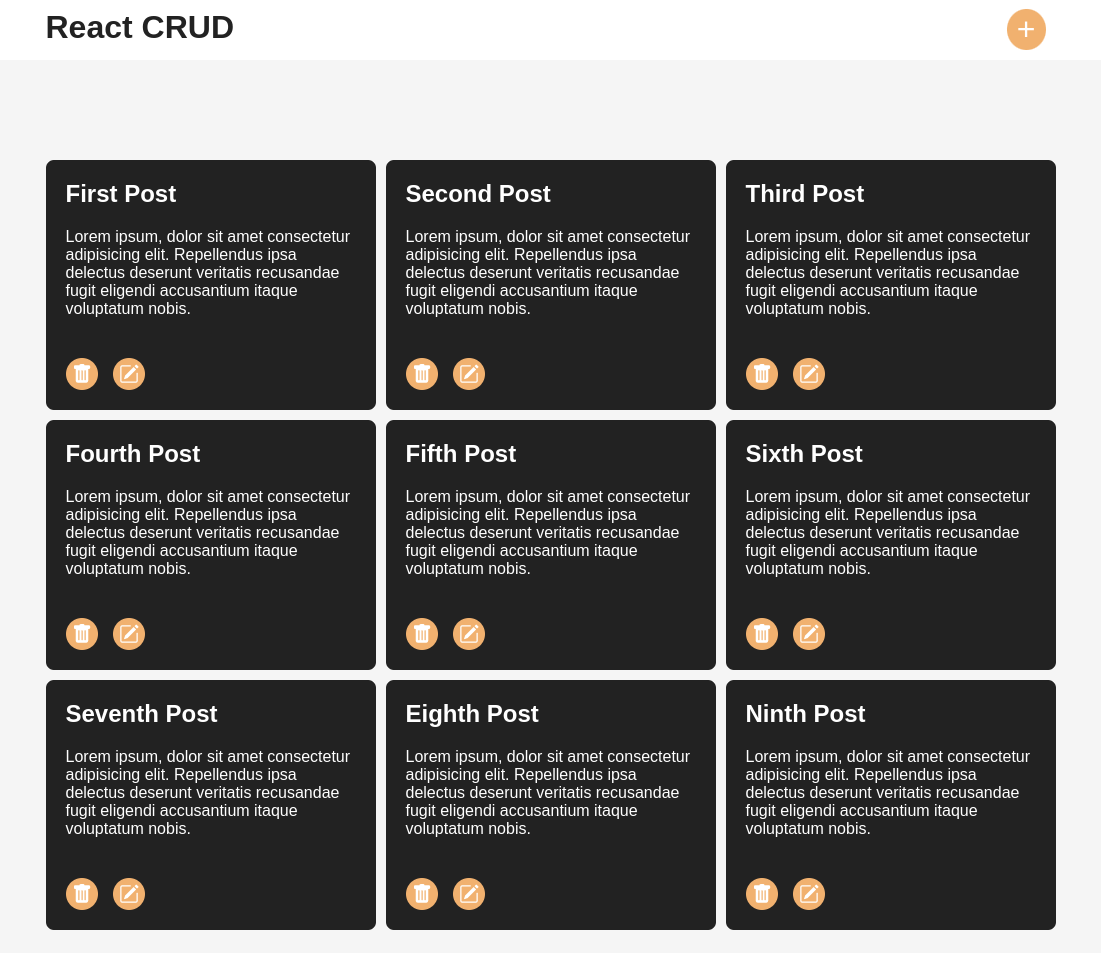 React CRUD
First Post
Lorem ipsum, dolor sit amet consectetur
adipisicing elit. Repellendus ipsa
delectus deserunt veritatis recusandae
fugit eligendi accusantium itaque
voluptatum nobis.
Second Post
Lorem ipsum, dolor sit amet consectetur
adipisicing elit. Repellendus ipsa
delectus deserunt veritatis recusandae
fugit eligendi accusantium itaque
voluptatum nobis.
Third Post
Lorem ipsum, dolor sit amet consectetur
adipisicing elit. Repellendus ipsa
delectus deserunt veritatis recusandae
fugit eligendi accusantium itaque
voluptatum nobis.
Fourth Post
Lorem ipsum, dolor sit amet consectetur
adipisicing elit. Repellendus ipsa
delectus deserunt veritatis recusandae
fugit eligendi accusantium itaque
voluptatum nobis.
Fifth Post
Lorem ipsum, dolor sit amet consectetur
adipisicing elit. Repellendus ipsa
delectus deserunt veritatis recusandae
fugit eligendi accusantium itaque
voluptatum nobis.
Sixth Post
Lorem ipsum, dolor sit amet consectetur
adipisicing elit. Repellendus ipsa
delectus deserunt veritatis recusandae
fugit eligendi accusantium itaque
voluptatum nobis.
Seventh Post
Lorem ipsum, dolor sit amet consectetur
adipisicing elit. Repellendus ipsa
delectus deserunt veritatis recusandae
fugit eligendi accusantium itaque
voluptatum nobis.
Eighth Post
Lorem ipsum, dolor sit amet consectetur
adipisicing elit. Repellendus ipsa
delectus deserunt veritatis recusandae
fugit eligendi accusantium itaque
voluptatum nobis.
Ninth Post
Lorem ipsum, dolor sit amet consectetur
adipisicing elit. Repellendus ipsa
delectus deserunt veritatis recusandae
fugit eligendi accusantium itaque
voluptatum nobis.